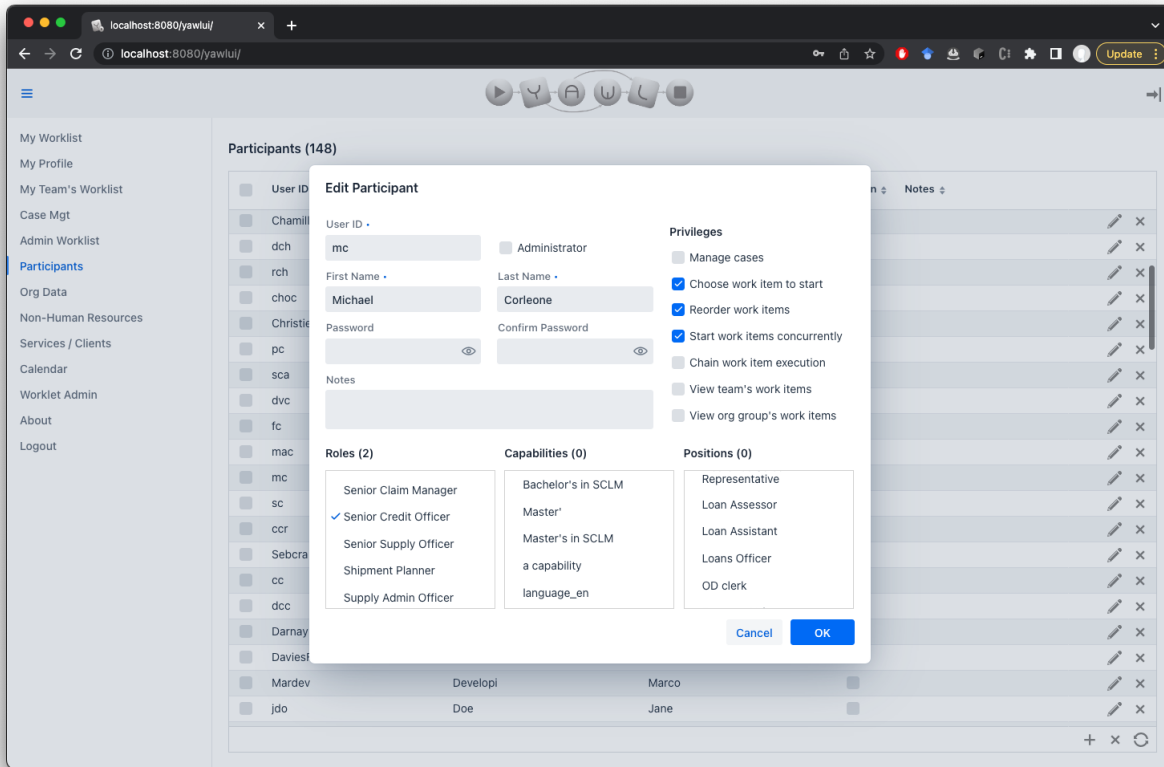 localhost:8080/yawlui/
localhost:8080/yawlui/
Update
Y A W L
My Worklist
My Profile
My Team's Worklist
Case Mgt
Admin Worklist
Participants
Org Data
Non-Human Resources
Services / Clients
Calendar
Worklet Admin
About
Logout
Participants (148)
User ID
Notes
dch
rch
choc
pc
sca
dvc
fc
mac
mc
sc
ccr
cc
dcc
Mardev Developi Marco
jdo Doe Jane
Edit Participant
User ID
mc
Administrator
First Name
Last Name
Michael
Corleone
Password
Confirm Password
Notes
Privileges
Manage cases
Choose work item to start
Reorder work items
Start work items concurrently
Chain work item execution
View team's work items
View org group's work items
Roles (2)
Senior Claim Manager
Senior Credit Officer
Senior Supply Officer
Shipment Planner
Supply Admin Officer
Capabilities (0)
Bachelor's in SCLM
Master'
Master's in SCLM
a capability
language_en
Positions (0)
Representative
Loan Assessor
Loan Assistant
Loans Officer
OD clerk
Cancel
OK